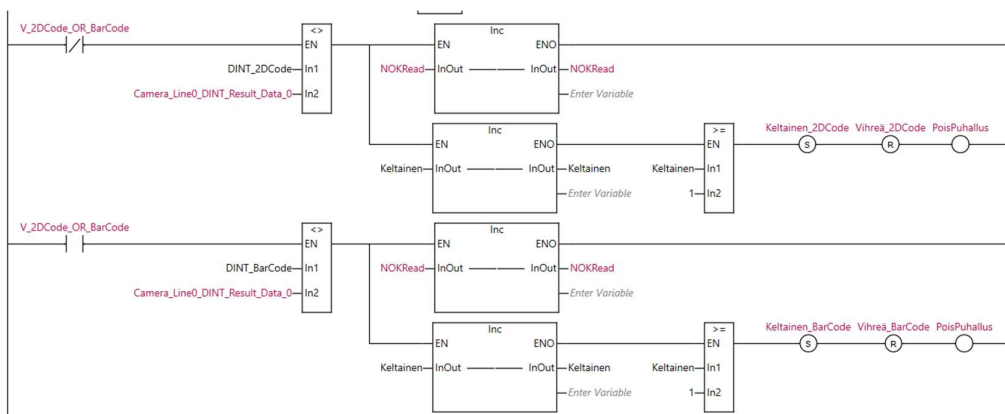 V_2DCode_OR_BarCode
<>
EN
DINT_2DCode In1
Camera_Line0_DINT_Result_Data_0 In2
Inc
EN ENO
NOKRead InOut InOut NOKRead
Enter Variable
Inc
EN ENO
Keltainen InOut InOut Keltainen
Enter Variable
>=
EN
Keltainen In1
1 In2
Keltainen_2DCode Vihreä_2DCode PoisPuhallus
S R
V_2DCode_OR_BarCode
<>
EN
DINT_BarCode In1
Camera_Line0_DINT_Result_Data_0 In2
Inc
EN ENO
NOKRead InOut InOut NOKRead
Enter Variable
Inc
EN ENO
Keltainen InOut InOut Keltainen
Enter Variable
>=
EN
Keltainen In1
1 In2
Keltainen_BarCode Vihreä_BarCode PoisPuhallus
S R